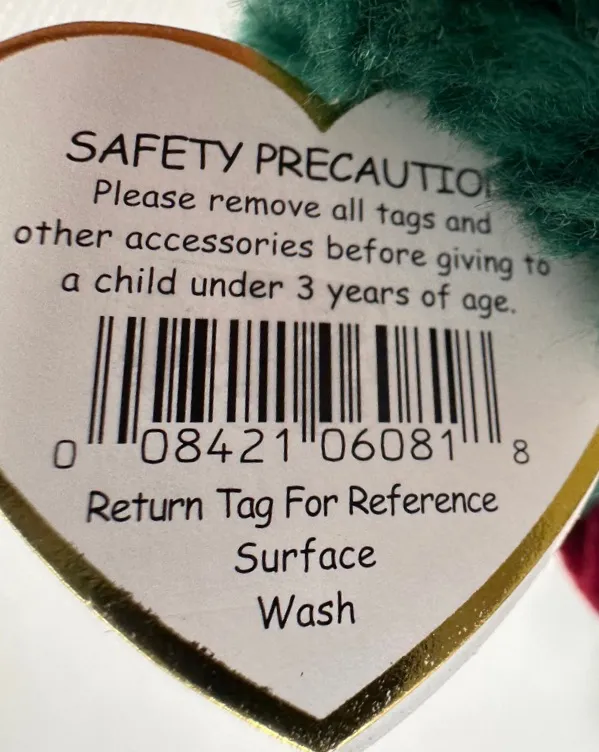 SAFETY PRECAUTIO
Please remove all tags and
other accessories before giving to
a child under 3 years of age.
0 08421 06081 8
Return Tag For Reference
Surface
Wash